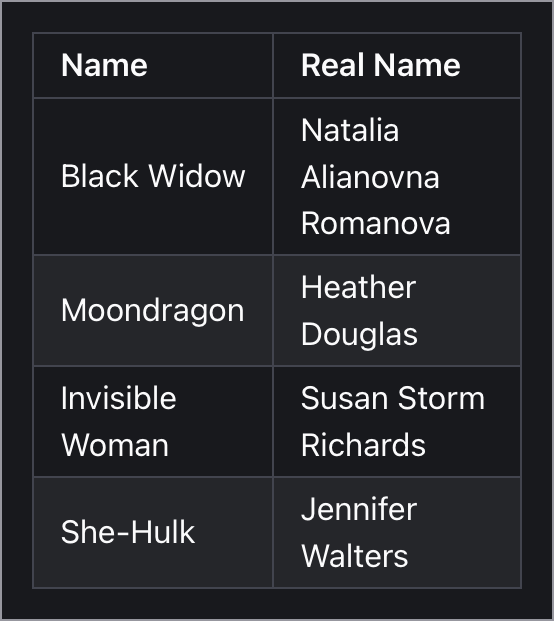 Name Real Name
Black Widow Natalia
Alianovna
Romanova
Moondragon Heather
Douglas
Invisible
Woman Susan Storm
Richards
She-Hulk Jennifer
Walters